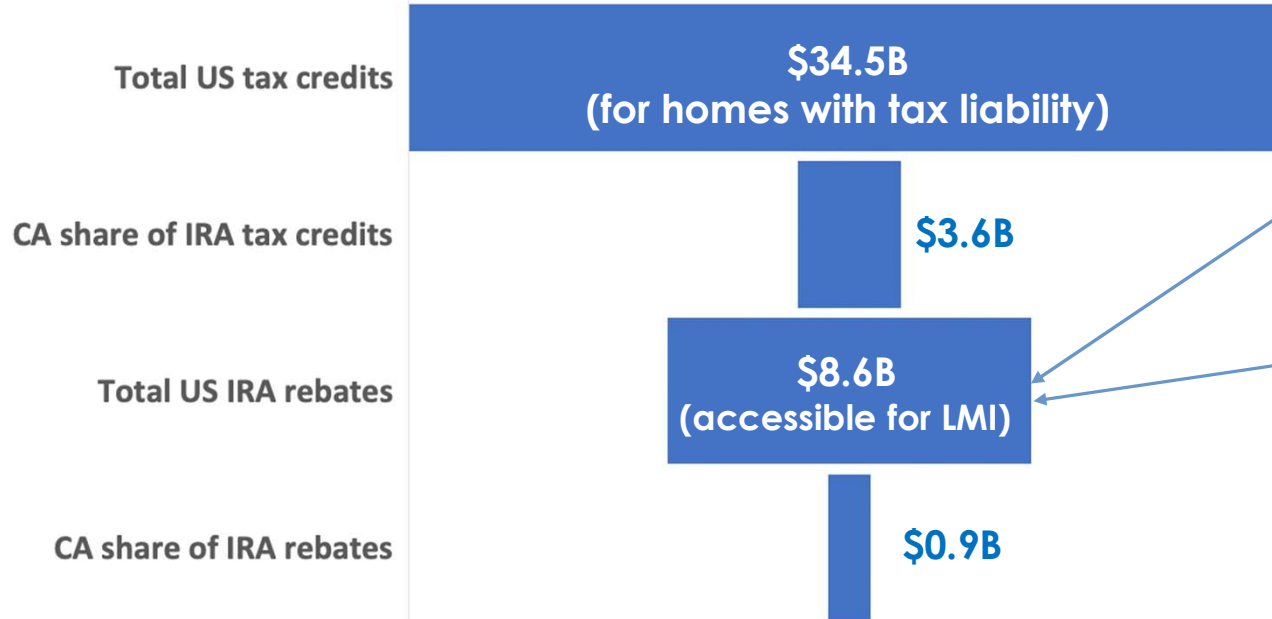 Total US tax credits
$34.5B
(for homes with tax liability)
CA share of IRA tax credits
$3.6B
Total US IRA rebates
$8.6B
(accessible for LMI)
CA share of IRA rebates
$0.9B